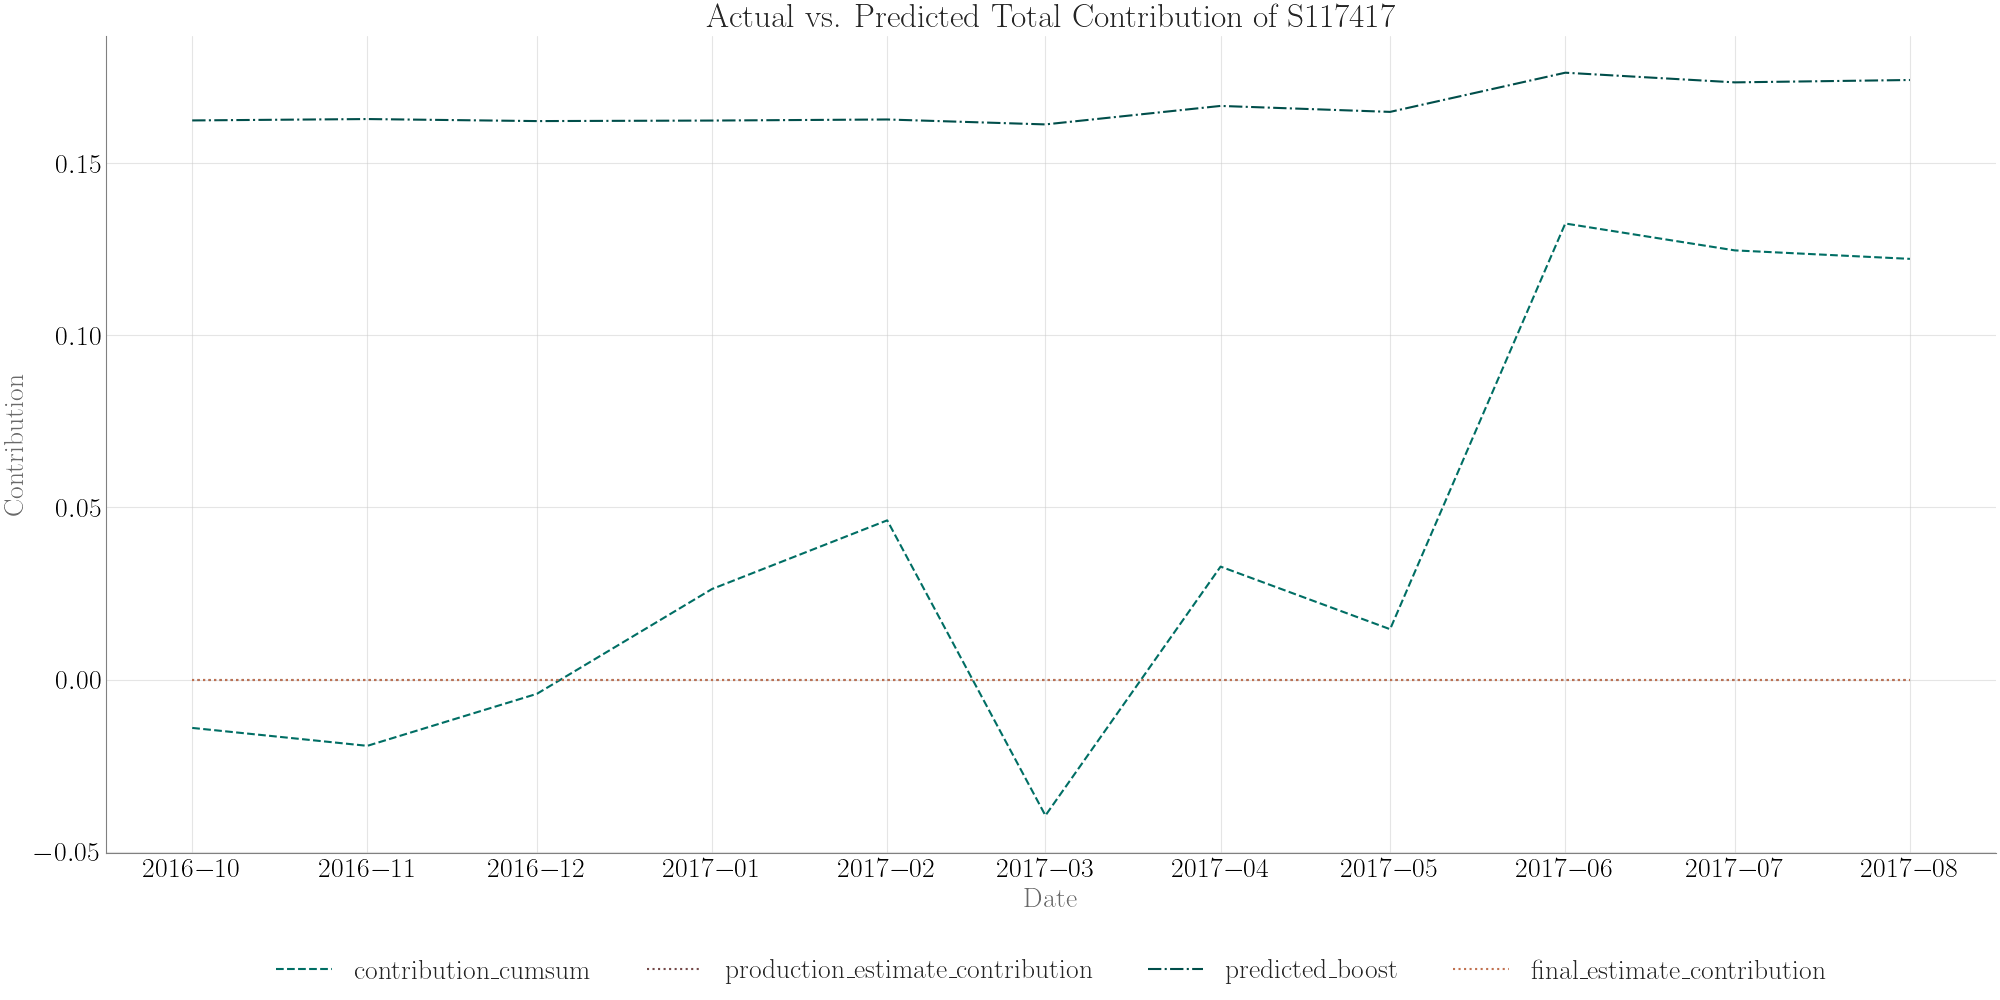 Actual vs. Predicted Total Contribution of S117417
Contribution
0.15
0.10
0.05
0.00
−0.05
2016−10 2016−11 2016−12 2017−01 2017−02 2017−03 2017−04 2017−05 2017−06 2017−07 2017−08
Date
contribution_cumsum production_estimate_contribution predicted_boost final_estimate_contribution